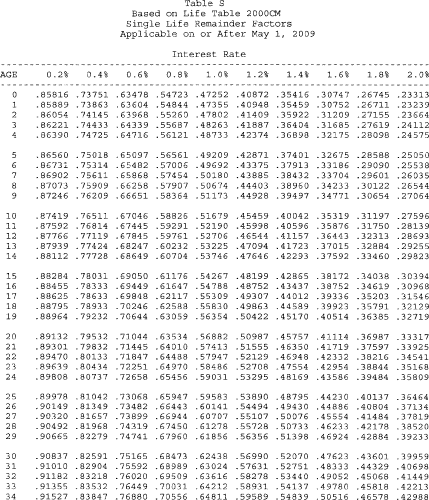 Table S
Based on Life Table 2000CM
Single Life Remainder Factors
Applicable on or After May 1, 2009
Interest Rate
AGE 0.2% 0.4% 0.6% 0.8% 1.0% 1.2% 1.4% 1.6% 1.8% 2.0%
0 .85816 .73751 .63478 .54723 .47252 .40872 .35416 .30747 .26745 .23313
1 .85889 .73863 .63604 .54844 .47355 .40948 .35459 .30752 .26711 .23239
2 .86054 .74145 .63968 .55260 .47802 .41409 .35922 .31209 .27155 .23664
3 .86221 .74433 .64339 .55687 .48263 .41887 .36404 .31685 .27619 .24112
4 .86390 .74725 .64716 .56121 .48733 .42374 .36898 .32175 .28098 .24575
5 .86560 .75018 .65097 .56561 .49209 .42871 .37401 .32675 .28588 .25050
6 .86731 .75314 .65482 .57006 .49692 .43375 .37913 .33186 .29090 .25538
7 .86902 .75611 .65868 .57454 .50180 .43885 .38432 .33704 .29601 .26035
8 .87073 .75909 .66258 .57907 .50674 .44403 .38960 .34233 .30122 .26544
9 .87246 .76209 .66651 .58364 .51173 .44928 .39497 .34771 .30654 .27064
10 .87419 .76511 .67046 .58826 .51679 .45459 .40042 .35319 .31197 .27596
11 .87592 .76814 .67445 .59291 .52190 .45998 .40596 .35876 .31750 .28139
12 .87766 .77119 .67845 .59761 .52706 .46544 .41157 .36443 .32313 .28693
13 .87939 .77424 .68247 .60232 .53225 .47094 .41723 .37015 .32884 .29255
14 .88112 .77728 .68649 .60704 .53746 .47646 .42293 .37592 .33460 .29823
15 .88284 .78031 .69050 .61176 .54267 .48199 .42865 .38172 .34038 .30394
16 .88455 .78333 .69449 .61647 .54788 .48752 .43437 .38752 .34619 .30968
17 .88625 .78633 .69848 .62117 .55309 .49307 .44012 .39336 .35203 .31546
18 .88795 .78933 .70246 .62588 .55830 .49863 .44589 .39923 .35791 .32129
19 .88964 .79232 .70644 .63059 .56354 .50422 .45170 .40514 .36385 .32719
20 .89132 .79532 .71044 .63534 .56882 .50987 .45757 .41114 .36987 .33317
21 .89301 .79832 .71445 .64010 .57413 .51555 .46350 .41719 .37597 .33925
22 .89470 .80133 .71847 .64488 .57947 .52129 .46948 .42332 .38216 .34541
23 .89639 .80434 .72251 .64970 .58486 .52708 .47554 .42954 .38844 .35168
24 .89808 .80737 .72658 .65456 .59031 .53295 .48169 .43586 .39484 .35809
25 .89978 .81042 .73068 .65947 .59583 .53890 .48795 .44230 .40137 .36464
26 .90149 .81349 .73482 .66443 .60141 .54494 .49430 .44886 .40804 .37134
27 .90320 .81657 .73899 .66944 .60707 .55107 .50076 .45554 .41484 .37819
28 .90492 .81968 .74319 .67450 .61278 .55728 .50733 .46233 .42178 .38520
29 .90665 .82279 .74741 .67960 .61856 .56356 .51398 .46924 .42884 .39233
30 .90837 .82591 .75165 .68473 .62438 .56990 .52070 .47623 .43601 .39959
31 .91010 .82904 .75592 .68989 .63024 .57631 .52751 .48333 .44329 .40698
32 .91182 .83218 .76020 .69509 .63616 .58278 .53440 .49052 .45068 .41449
33 .91355 .83532 .76449 .70031 .64212 .58931 .54137 .49780 .45818 .42213
34 .91527 .83847 .76880 .70556 .64811 .59589 .54839 .50516 .46578 .42988